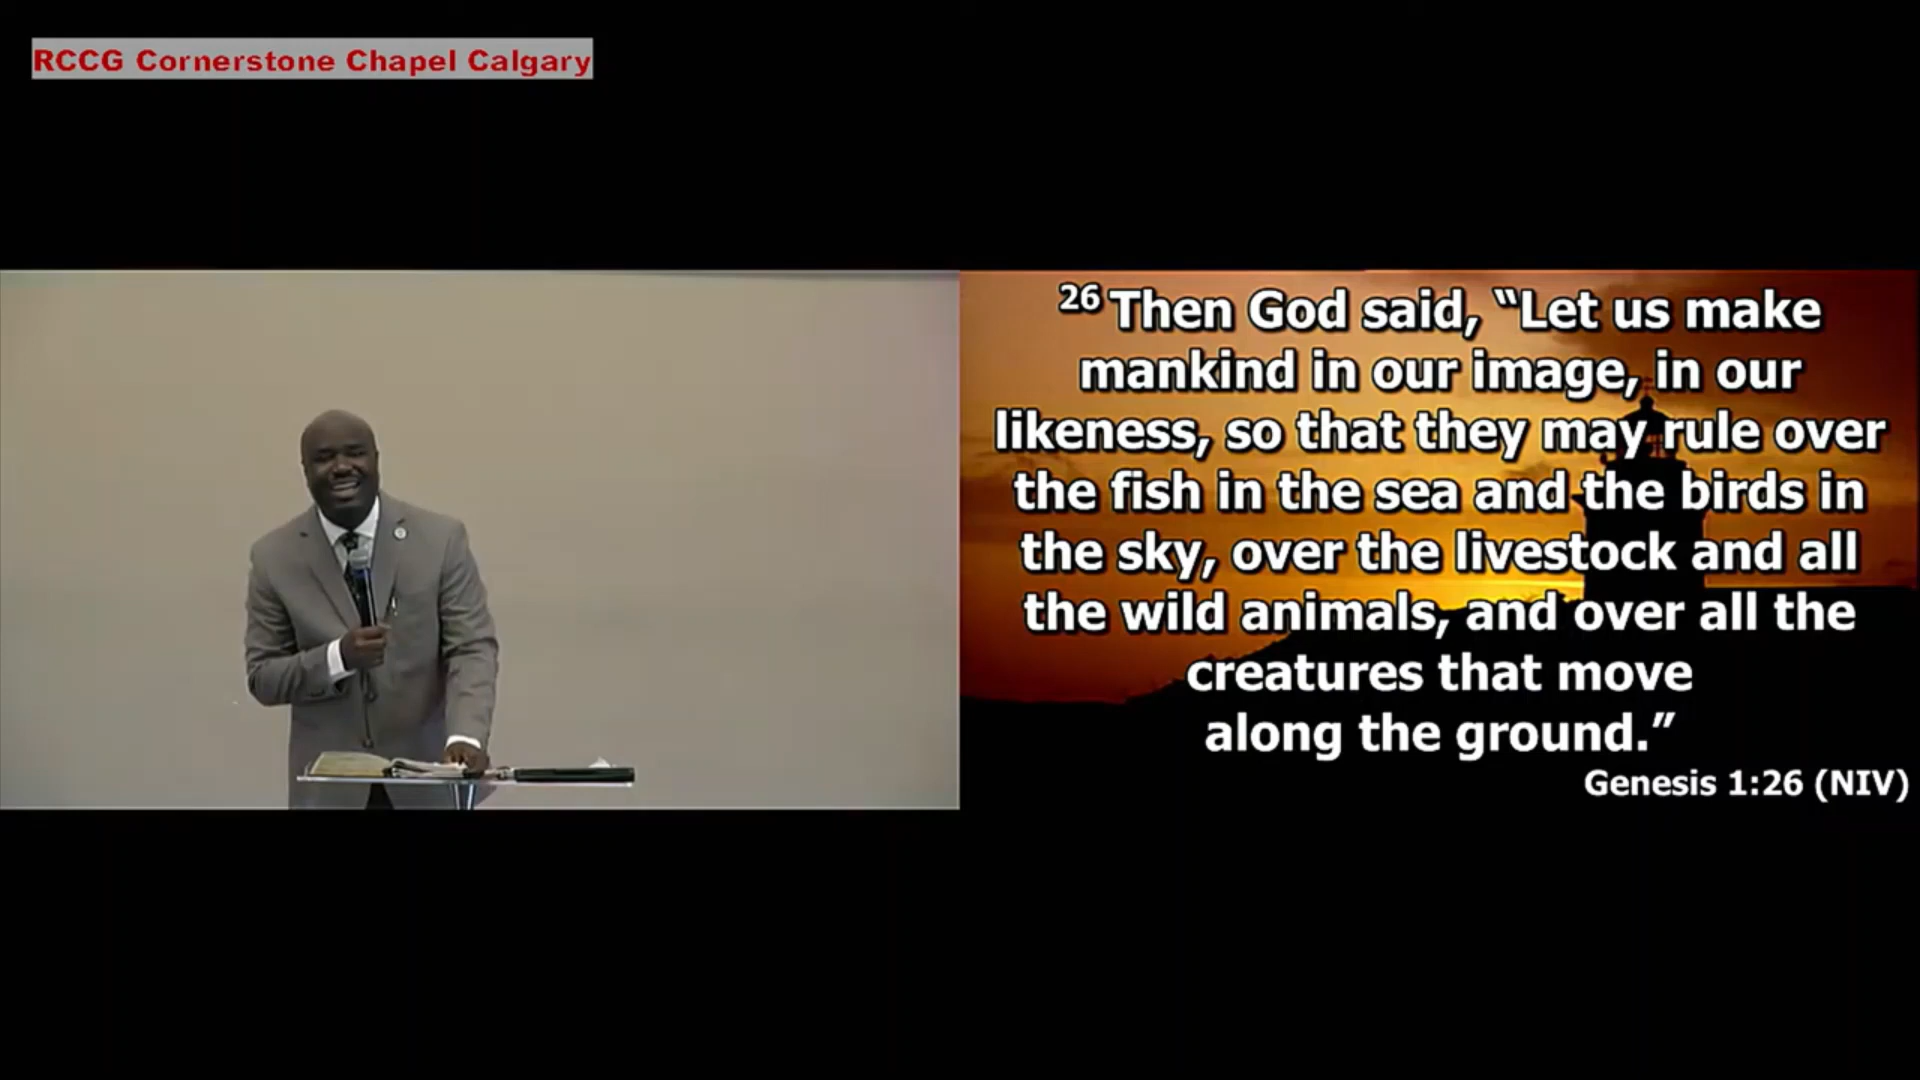 RCCG Cornerstone Chapel Calgary
26 Then God said, “Let us make
mankind in our image, in our
likeness, so that they may rule over
the fish in the sea and the birds in
the sky, over the livestock and all
the wild animals, and over all the
creatures that move
along the ground.”
Genesis 1:26 (NIV)